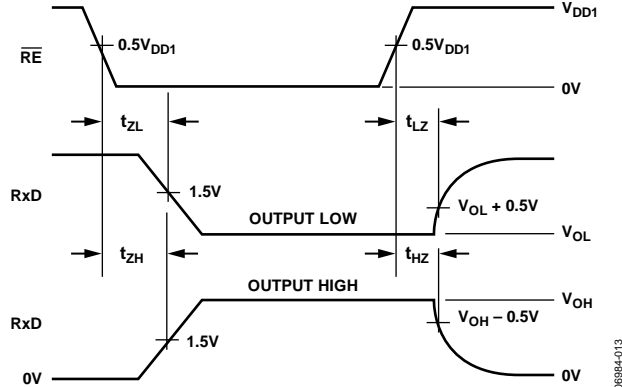 V_DD1
RE
0.5V_DD1
0.5V_DD1
0V
t_ZL
t_LZ
RxD
1.5V
V_OL + 0.5V
OUTPUT LOW
V_OL
t_ZH
t_HZ
OUTPUT HIGH
V_OH
RxD
1.5V
V_OH – 0.5V
0V
0V
06984-013